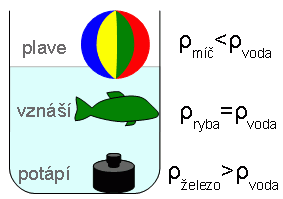 plave ρmíč<ρvoda
vznáší ρryba=ρvoda
potápí ρželezo>ρvoda